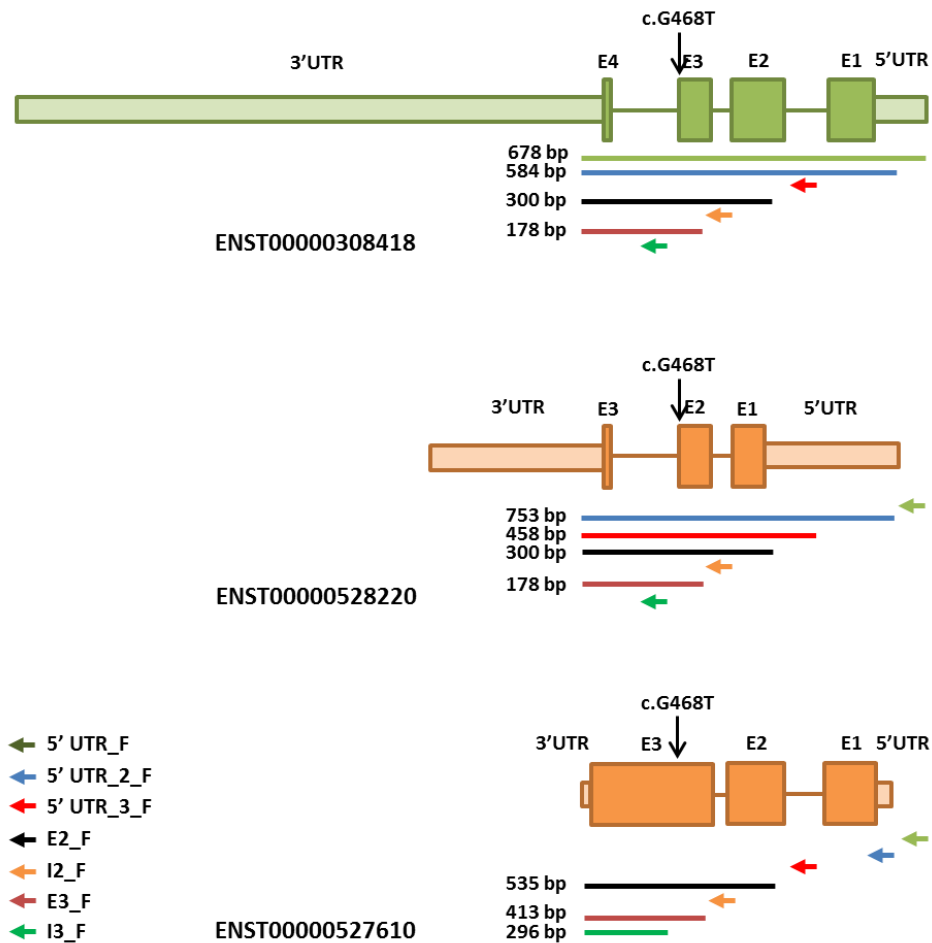 c.G468T
3'UTR
E4
E3
E2
E1
5'UTR
678 bp
584 bp
300 bp
178 bp
ENST00000308418
c.G468T
3'UTR
E3
E2
E1
5'UTR
753 bp
458 bp
300 bp
178 bp
ENST00000528220
c.G468T
3'UTR
E3
E2
E1
5'UTR
5' UTR_F
5' UTR_2_F
5' UTR_3_F
E2_F
I2_F
E3_F
I3_F
535 bp
413 bp
296 bp
ENST00000527610